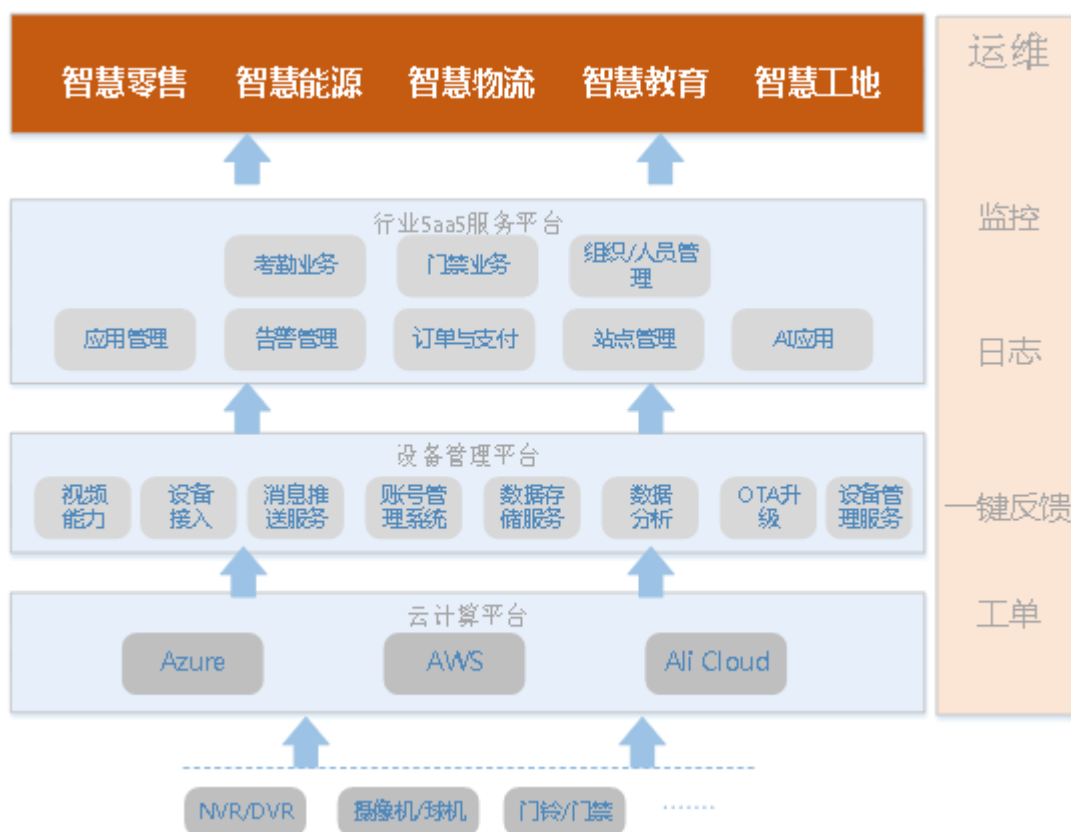 智慧零售 智慧能源 智慧物流 智慧教育 智慧工地
行业SaaS服务平台
考勤业务 门禁业务 组织/人员管
理
应用管理 告警管理 订单与支付 站点管理 AI应用
设备管理平台
视频
能力
设备
接入
消息推
送服务
账号管
理系统
数据存
储服务
数据
分析
OTA升
级
设备管
理服务
云计算平台
Azure AWS Ali Cloud
NVR/DVR 摄像机/球机 门铃/门禁 ·······
运维
监控
日志
一键反馈
工单